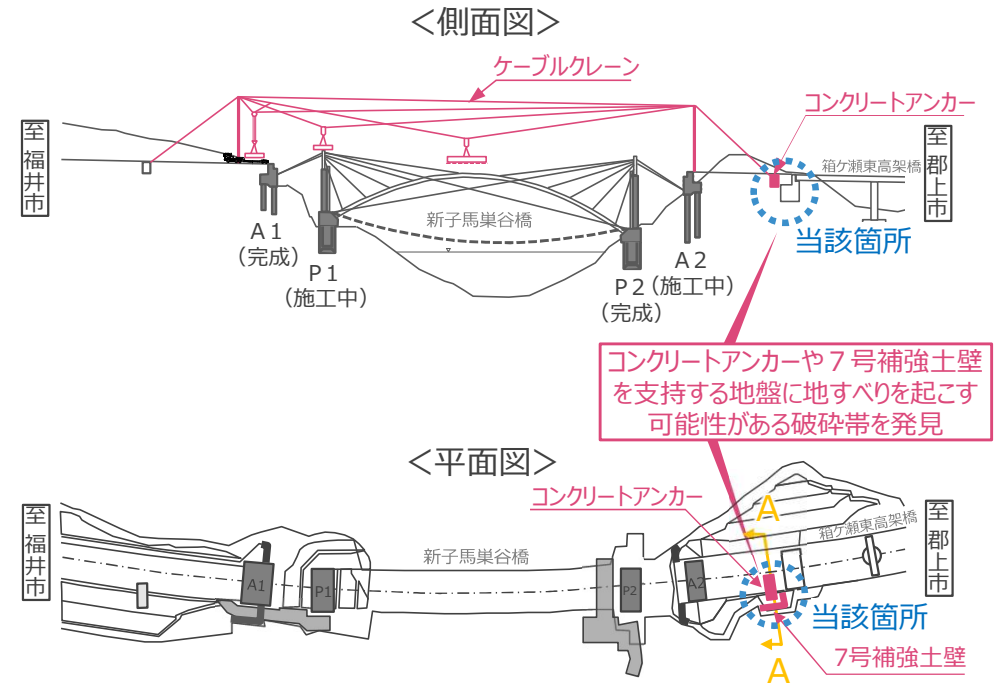 <側面図>
ケーブルクレーン
コンクリートアンカー
至福井市
至郡上市
箱ケ瀬東高架橋
新子馬巣谷橋
当該箇所
A1
(完成)
P1
(施工中)
A2
(施工中)
P2
(完成)
コンクリートアンカーや7号補強土壁
を支持する地盤に地すべりを起こす
可能性がある破砕帯を発見
<平面図>
コンクリートアンカー
至福井市
至郡上市
A
箱ケ瀬東高架橋
新子馬巣谷橋
A1
P1
P2
A2
当該箇所
7号補強土壁
A